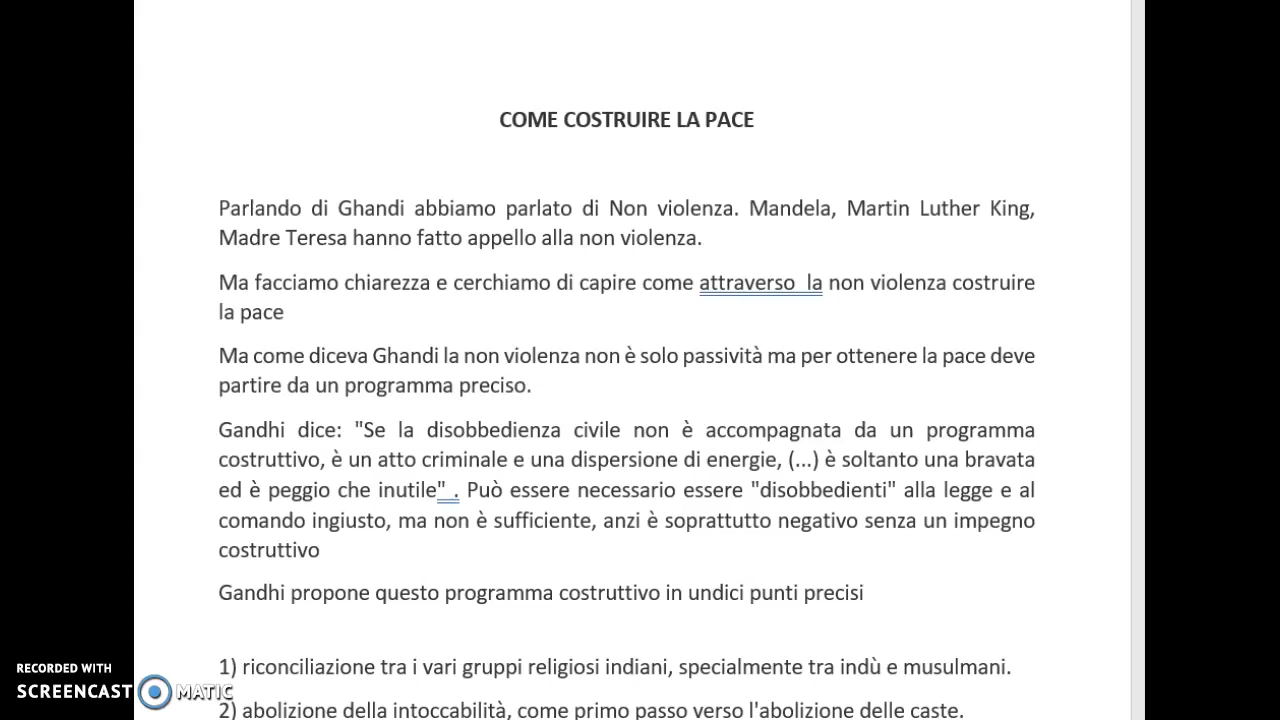 COME COSTRUIRE LA PACE
Parlando di Ghandi abbiamo parlato di Non violenza. Mandela, Martin Luther King,
Madre Teresa hanno fatto appello alla non violenza.
Ma facciamo chiarezza e cerchiamo di capire come attraverso  la non violenza costruire
la pace
Ma come diceva Ghandi la non violenza non è solo passività ma per ottenere la pace deve
partire da un programma preciso.
Gandhi dice: "Se la disobbedienza civile non è accompagnata da un programma
costruttivo, è un atto criminale e una dispersione di energie, (...) è soltanto una bravata
ed è peggio che inutile" . Può essere necessario essere "disobbedienti" alla legge e al
comando ingiusto, ma non è sufficiente, anzi è soprattutto negativo senza un impegno
costruttivo
Gandhi propone questo programma costruttivo in undici punti precisi
1) riconciliazione tra i vari gruppi religiosi indiani, specialmente tra indù e musulmani.
2) abolizione della intoccabilità, come primo passo verso l'abolizione delle caste.
RECORDED WITH
SCREENCAST MATIC